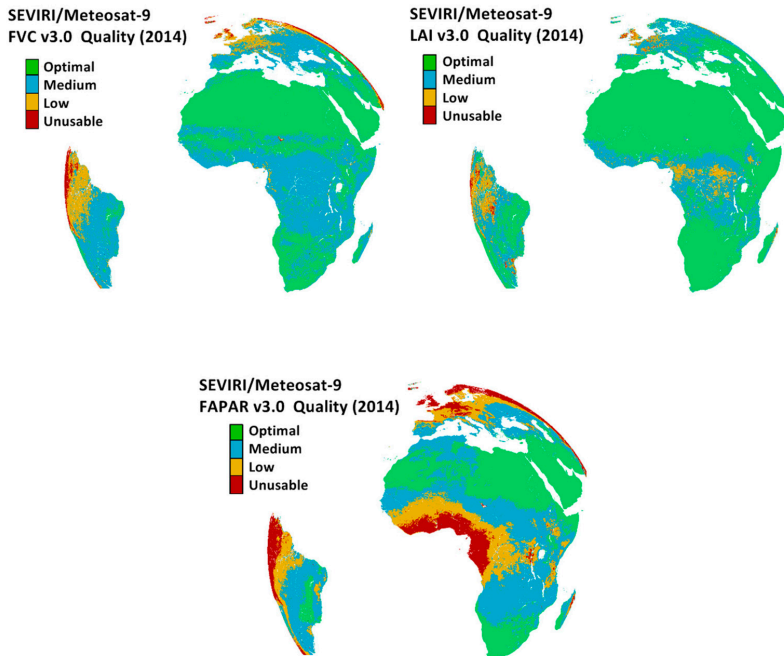 SEVIRI/Meteosat-9
FVC v3.0 Quality (2014)
Optimal
Medium
Low
Unusable
SEVIRI/Meteosat-9
LAI v3.0 Quality (2014)
Optimal
Medium
Low
Unusable
SEVIRI/Meteosat-9
FAPAR v3.0 Quality (2014)
Optimal
Medium
Low
Unusable